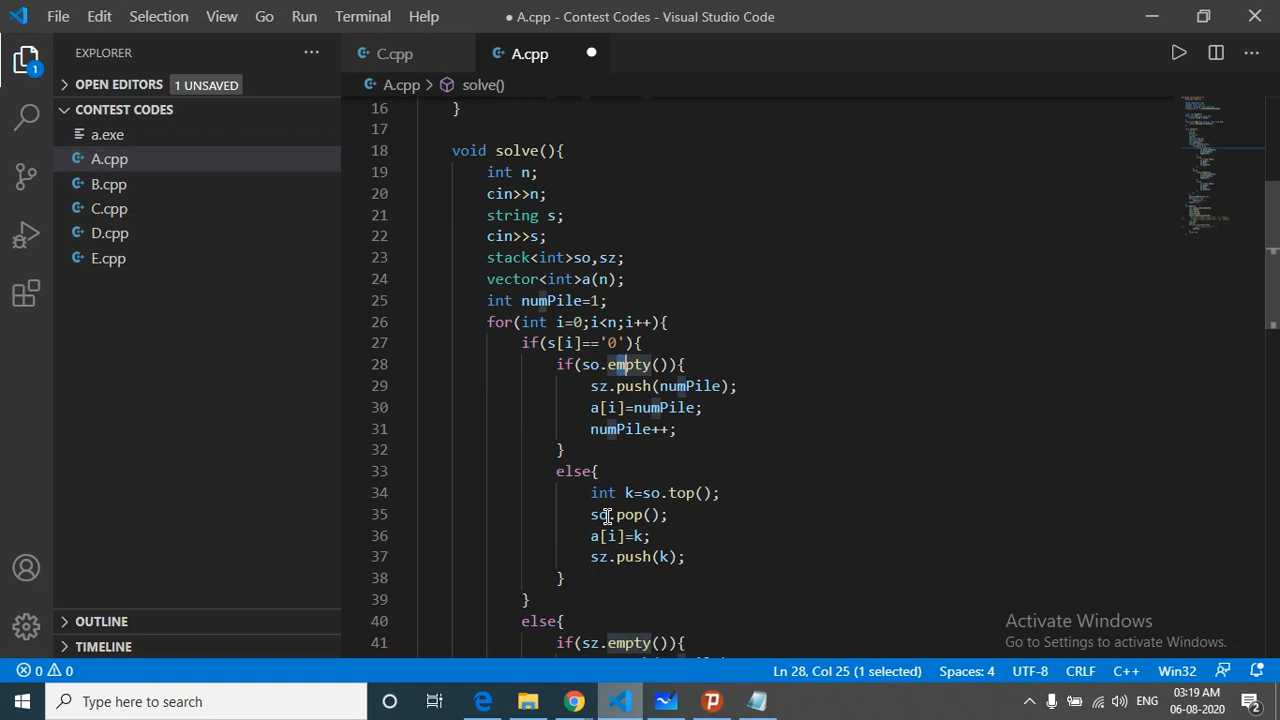 File Edit Selection View Go Run Terminal Help ● A.cpp - Contest Codes - Visual Studio Code
EXPLORER ···
C.cpp
A.cpp ●
OPEN EDITORS 1 UNSAVED
A.cpp > solve()
1
CONTEST CODES
a.exe
A.cpp
B.cpp
C.cpp
D.cpp
E.cpp
OUTLINE
TIMELINE
16 }
17
18 void solve(){
19 int n;
20 cin>>n;
21 string s;
22 cin>>s;
23 stack<int>so,sz;
24 vector<int>a(n);
25 int numPile=1;
26 for(int i=0;i<n;i++){
27 if(s[i]=='0'){
28 if(so.empty()){
29 sz.push(numPile);
30 a[i]=numPile;
31 numPile++;
32 }
33 else{
34 int k=so.top();
35 so.pop();
36 a[i]=k;
37 sz.push(k);
38 }
39 }
40 else{
41 if(sz.empty()){
Activate Windows
Go to Settings to activate Windows.
0 0 Ln 28, Col 25 (1 selected) Spaces: 4 UTF-8 CRLF C++ Win32
Type here to search
ENG 03:19 AM
06-08-2020 2